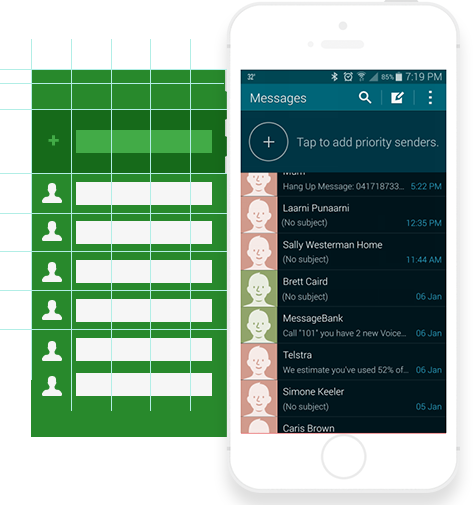 32°
85% 7:19 PM
Messages
Tap to add priority senders.
Mum
Hang Up Message: 041718733... 5:22 PM
Laarni Punaarni
(No subject) 12:35 PM
Sally Westerman Home
(No subject) 11:44 AM
Brett Caird
(No subject) 06 Jan
MessageBank
Call "101" you have 2 new Voice... 06 Jan
Telstra
We estimate you've used 52% of... 06 Jan
Simone Keeler
(No subject) 05 Jan
Caris Brown